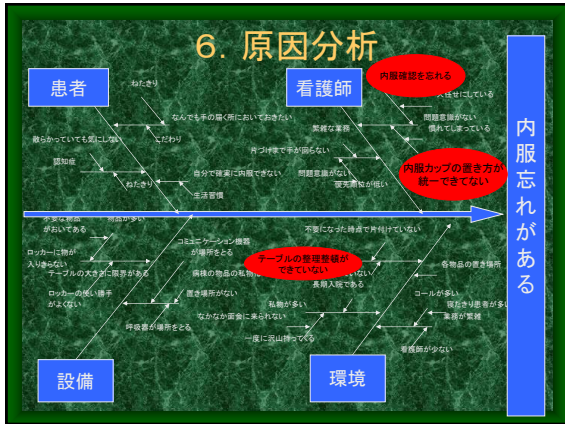 6．原因分析
患者
ねたきり
なんでも手の届く所においておきたい
散らかっていても気にしない
こだわり
認知症
自分で確実に内服できない
ねたきり
生活習慣
看護師
内服確認を忘れる
人任せにしている
繁雑な業務
問題意識がない
慣れてしまっている
片づけまで手が回らない
内服カップの置き方が
統一できてない
問題意識がない
優先順位が低い
内服忘れがある
不要な物品
がおいてある
物品が多い
コミュニケーション機器
が場所をとる
ロッカーに物が
入りきらない
テーブルの大きさに限界がある
病棟の物品の私物化
ロッカーの使い勝手
がよくない
置き場所がない
呼吸器が場所をとる
設備
不要になった時点で片付けていない
テーブルの整理整頓が
できていない
各物品の置き場所
いない
長期入院である
私物が多い
コールが多い
寝たきり患者が多い
業務が繁雑
なかなか面会に来られない
一度に沢山持ってくる
看護師が少ない
環境